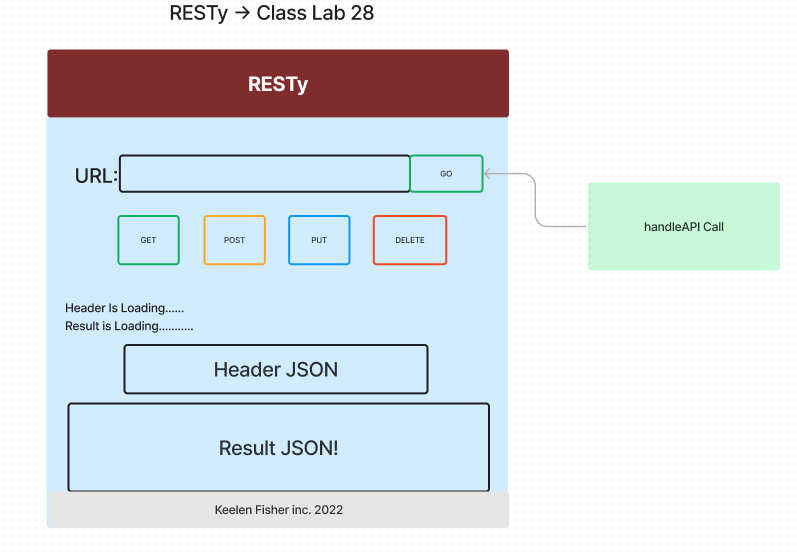 RESTy → Class Lab 28
RESTy
URL:
GO
handleAPI Call
GET
POST
PUT
DELETE
Header Is Loading......
Result is Loading...........
Header JSON
Result JSON!
Keelen Fisher inc. 2022